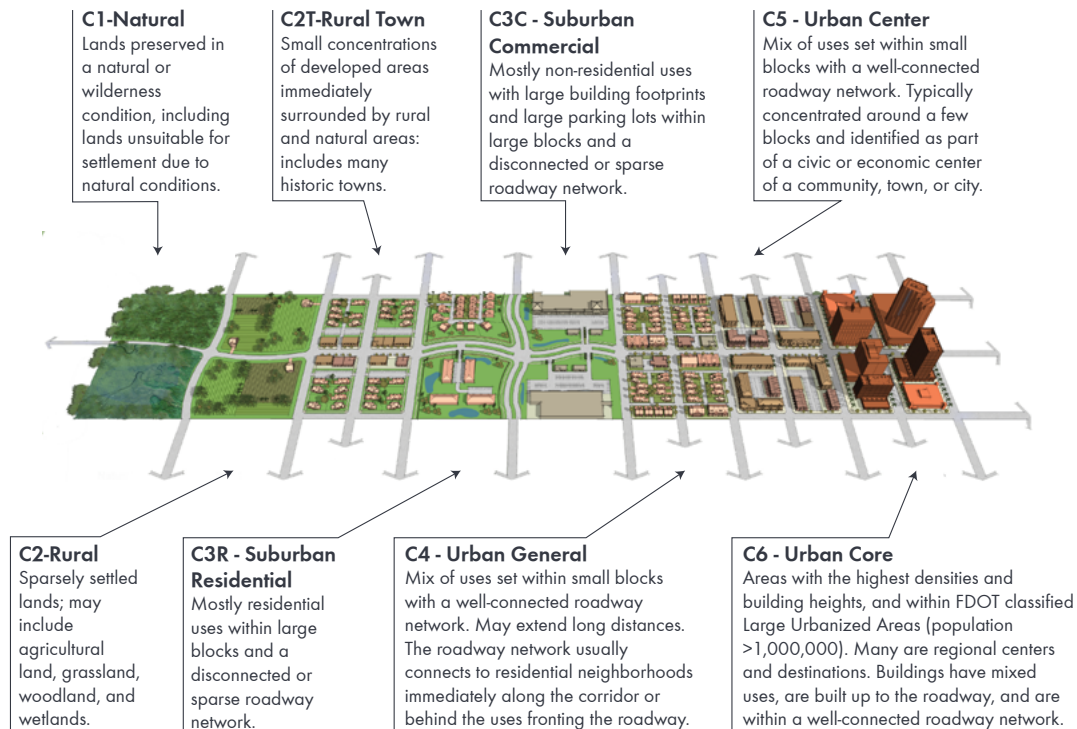 C1-Natural
Lands preserved in
a natural or
wilderness
condition, including
lands unsuitable for
settlement due to
natural conditions.
C2T-Rural Town
Small concentrations
of developed areas
immediately
surrounded by rural
and natural areas:
includes many
historic towns.
C3C - Suburban
Commercial
Mostly non-residential uses
with large building footprints
and large parking lots within
large blocks and a
disconnected or sparse
roadway network.
C5 - Urban Center
Mix of uses set within small
blocks with a well-connected
roadway network. Typically
concentrated around a few
blocks and identified as part
of a civic or economic center
of a community, town, or city.
C2-Rural
Sparsely settled
lands; may
include
agricultural
land, grassland,
woodland, and
wetlands.
C3R - Suburban
Residential
Mostly residential
uses within large
blocks and a
disconnected or
sparse roadway
network.
C4 - Urban General
Mix of uses set within small blocks
with a well-connected roadway
network. May extend long distances.
The roadway network usually
connects to residential neighborhoods
immediately along the corridor or
behind the uses fronting the roadway.
C6 - Urban Core
Areas with the highest densities and
building heights, and within FDOT classified
Large Urbanized Areas (population
>1,000,000). Many are regional centers
and destinations. Buildings have mixed
uses, are built up to the roadway, and are
within a well-connected roadway network.